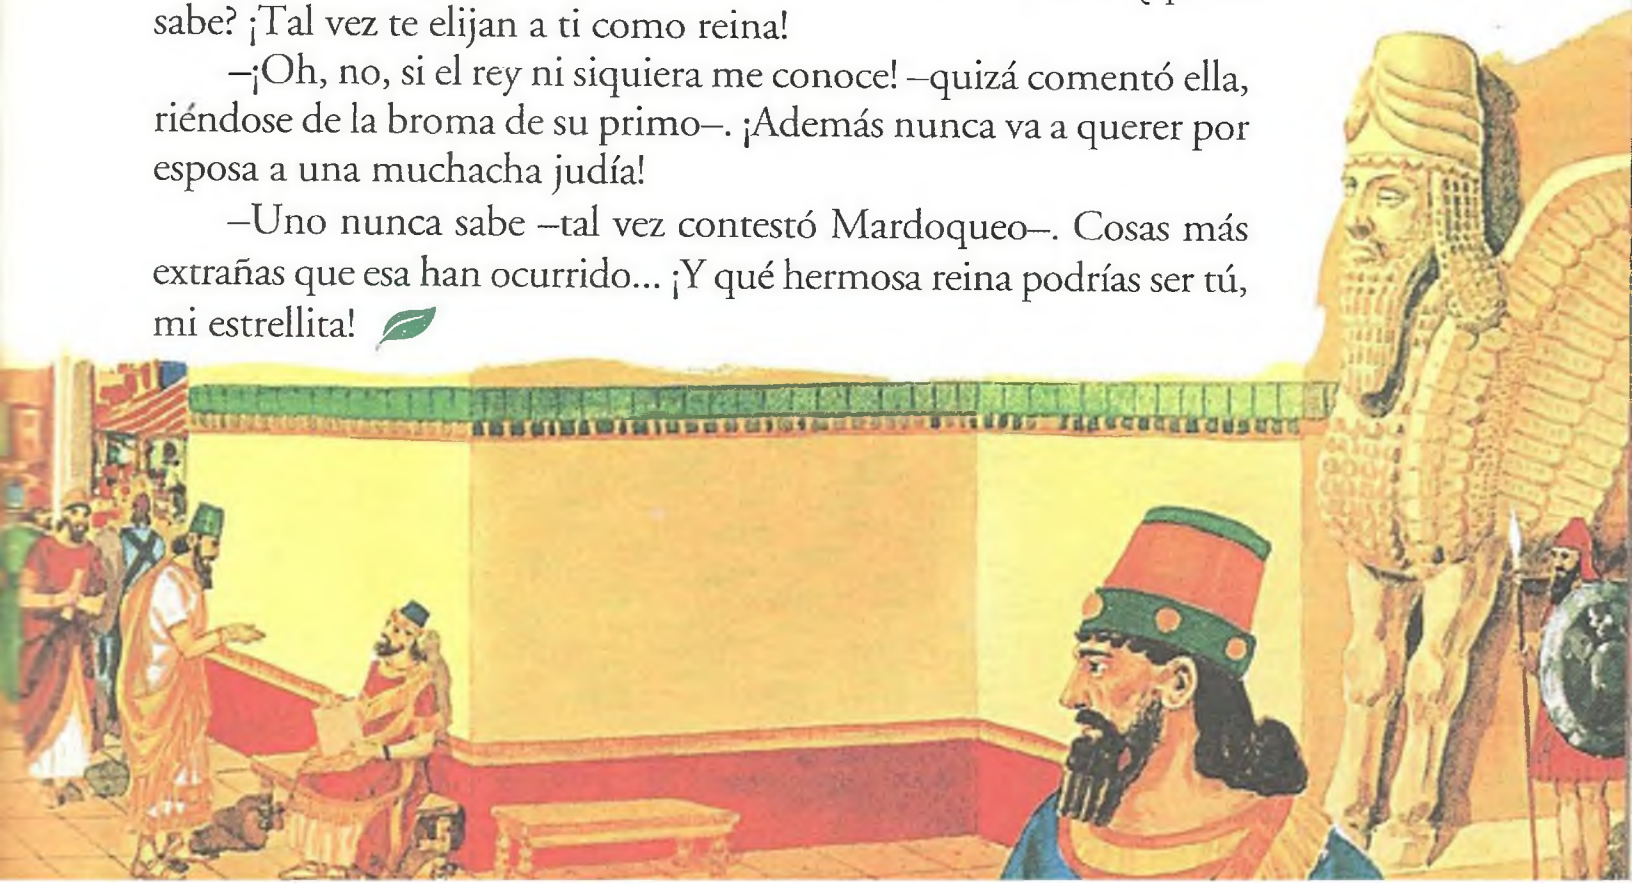 sabe? ¡Tal vez te elijan a ti como reina!
–¡Oh, no, si el rey ni siquiera me conoce! –quizá comentó ella,
riéndose de la broma de su primo–. ¡Además nunca va a querer por
esposa a una muchacha judía!
–Uno nunca sabe –tal vez contestó Mardoqueo–. Cosas más
extrañas que esa han ocurrido... ¡Y qué hermosa reina podrías ser tú,
mi estrellita!